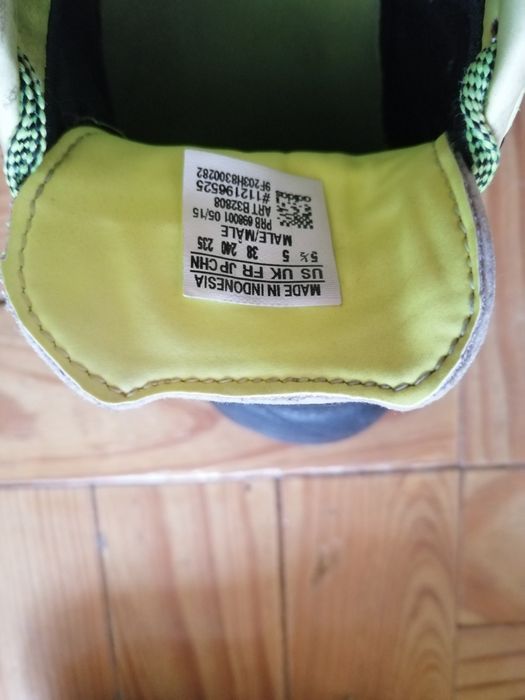 MADE IN INDONESIA
US UK FR JP CHN
5½ 5 38 240 235
MALE/MALE
PRB 698001 05/15
ART B32808
#112196525
9F203H8300282
adidas